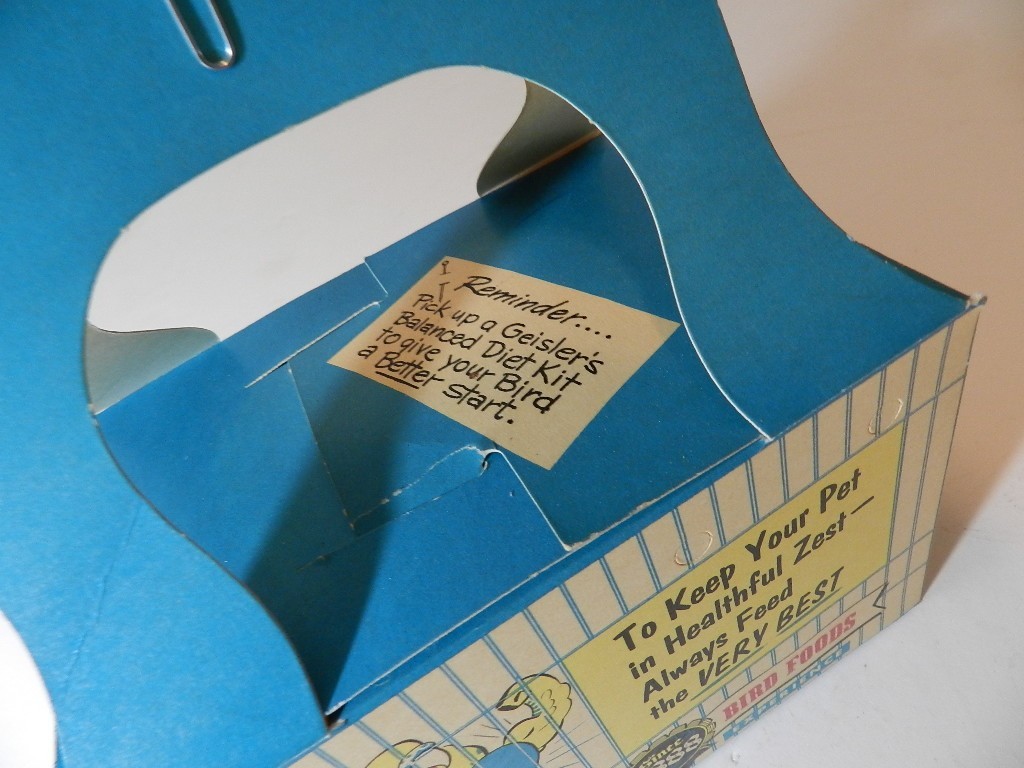 Reminder....
Pick up a Geisler's
Balanced Diet Kit
to give your Bird
a Better start.
To Keep Your Pet
in Healthful Zest—
Always Feed
the VERY BEST
BIRD FOODS
SINCE